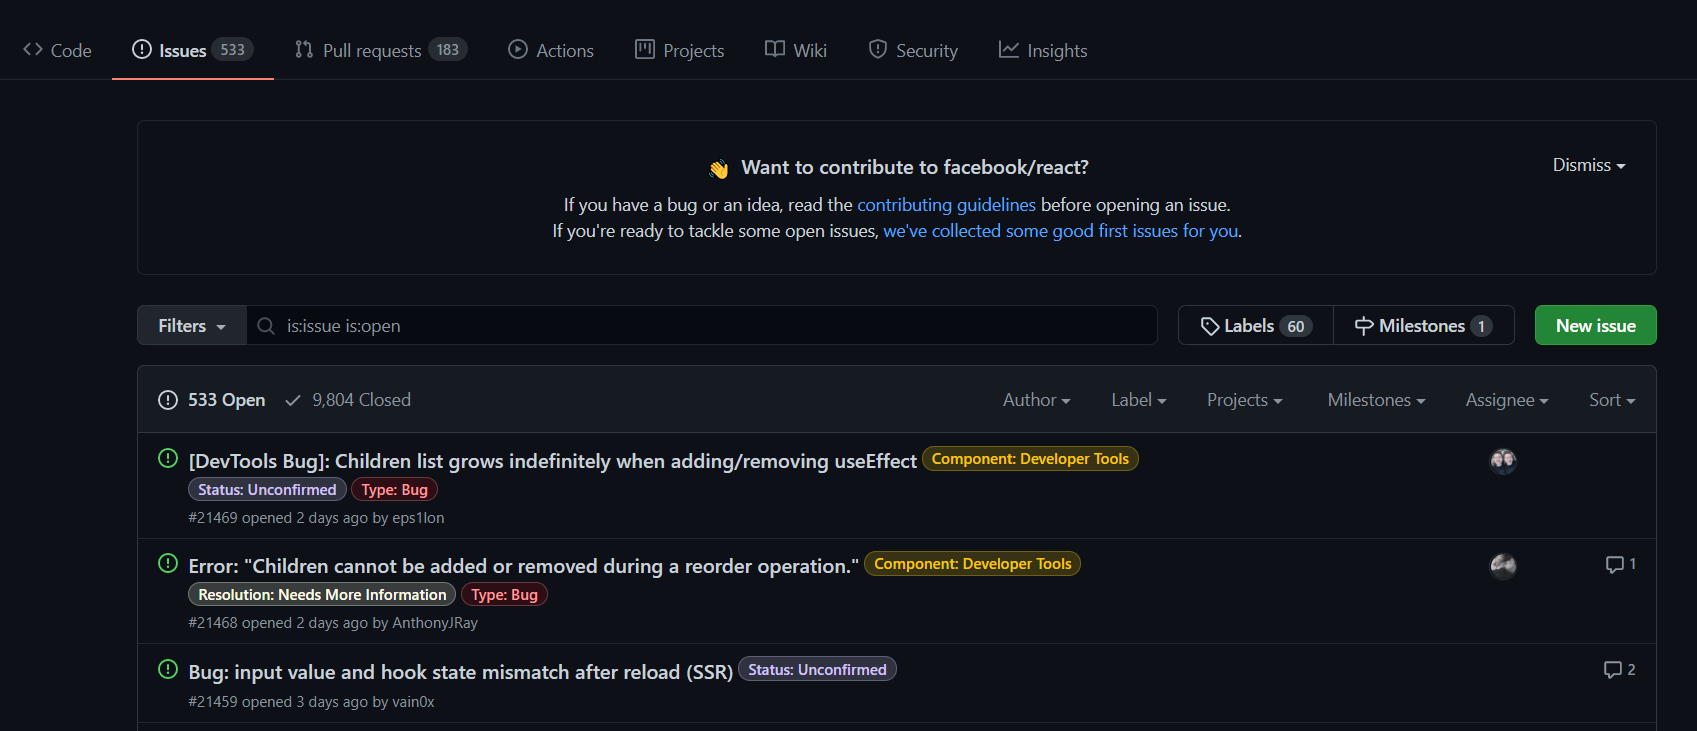 Code Issues 533 Pull requests 183 Actions Projects Wiki Security Insights
Want to contribute to facebook/react?
Dismiss
If you have a bug or an idea, read the contributing guidelines before opening an issue.
If you're ready to tackle some open issues, we've collected some good first issues for you.
Filters is:issue is:open Labels 60 Milestones 1 New issue
533 Open 9,804 Closed Author Label Projects Milestones Assignee Sort
[DevTools Bug]: Children list grows indefinitely when adding/removing useEffect Component: Developer Tools
Status: Unconfirmed Type: Bug
#21469 opened 2 days ago by eps1lon
Error: "Children cannot be added or removed during a reorder operation." Component: Developer Tools 1
Resolution: Needs More Information Type: Bug
#21468 opened 2 days ago by AnthonyJRay
Bug: input value and hook state mismatch after reload (SSR) Status: Unconfirmed 2
#21459 opened 3 days ago by vain0x